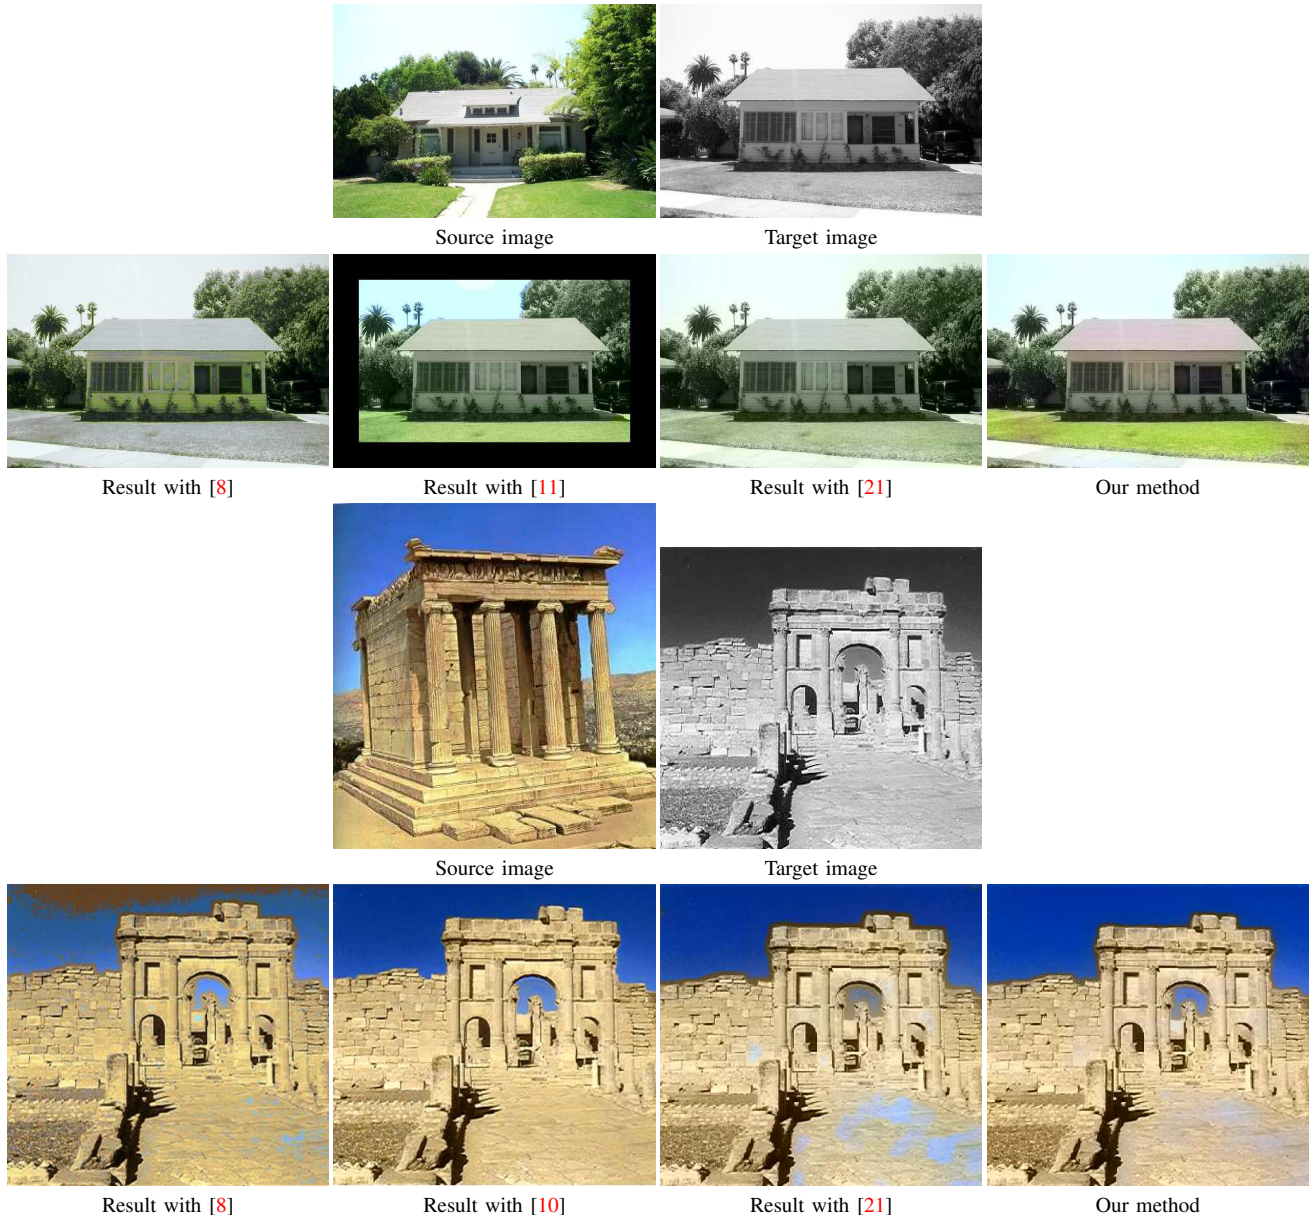 Source image Target image
Result with [8] Result with [11] Result with [21] Our method
Source image Target image
Result with [8] Result with [10] Result with [21] Our method